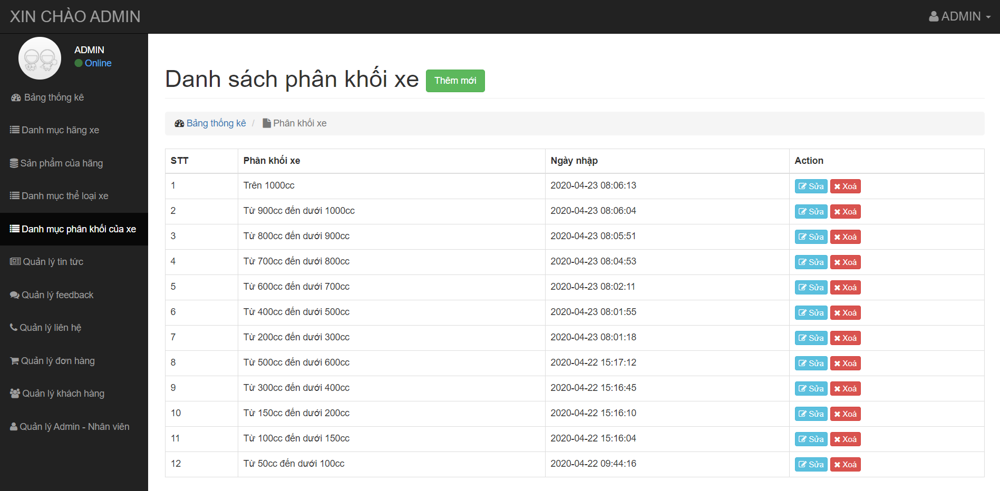 XIN CHÀO ADMIN
ADMIN
ADMIN
Online
Bảng thống kê
Danh mục hãng xe
Sản phẩm của hãng
Danh mục thể loại xe
Danh mục phân khối của xe
Quản lý tin tức
Quản lý feedback
Quản lý liên hệ
Quản lý đơn hàng
Quản lý khách hàng
Quản lý Admin - Nhân viên
Danh sách phân khối xe Thêm mới
Bảng thống kê / Phân khối xe
STT Phân khối xe Ngày nhập Action
1 Trên 1000cc 2020-04-23 08:06:13 Sửa Xoá
2 Từ 900cc đến dưới 1000cc 2020-04-23 08:06:04 Sửa Xoá
3 Từ 800cc đến dưới 900cc 2020-04-23 08:05:51 Sửa Xoá
4 Từ 700cc đến dưới 800cc 2020-04-23 08:04:53 Sửa Xoá
5 Từ 600cc đến dưới 700cc 2020-04-23 08:02:11 Sửa Xoá
6 Từ 400cc đến dưới 500cc 2020-04-23 08:01:55 Sửa Xoá
7 Từ 200cc đến dưới 300cc 2020-04-23 08:01:18 Sửa Xoá
8 Từ 500cc đến dưới 600cc 2020-04-22 15:17:12 Sửa Xoá
9 Từ 300cc đến dưới 400cc 2020-04-22 15:16:45 Sửa Xoá
10 Từ 150cc đến dưới 200cc 2020-04-22 15:16:10 Sửa Xoá
11 Từ 100cc đến dưới 150cc 2020-04-22 15:16:04 Sửa Xoá
12 Từ 50cc đến dưới 100cc 2020-04-22 09:44:16 Sửa Xoá